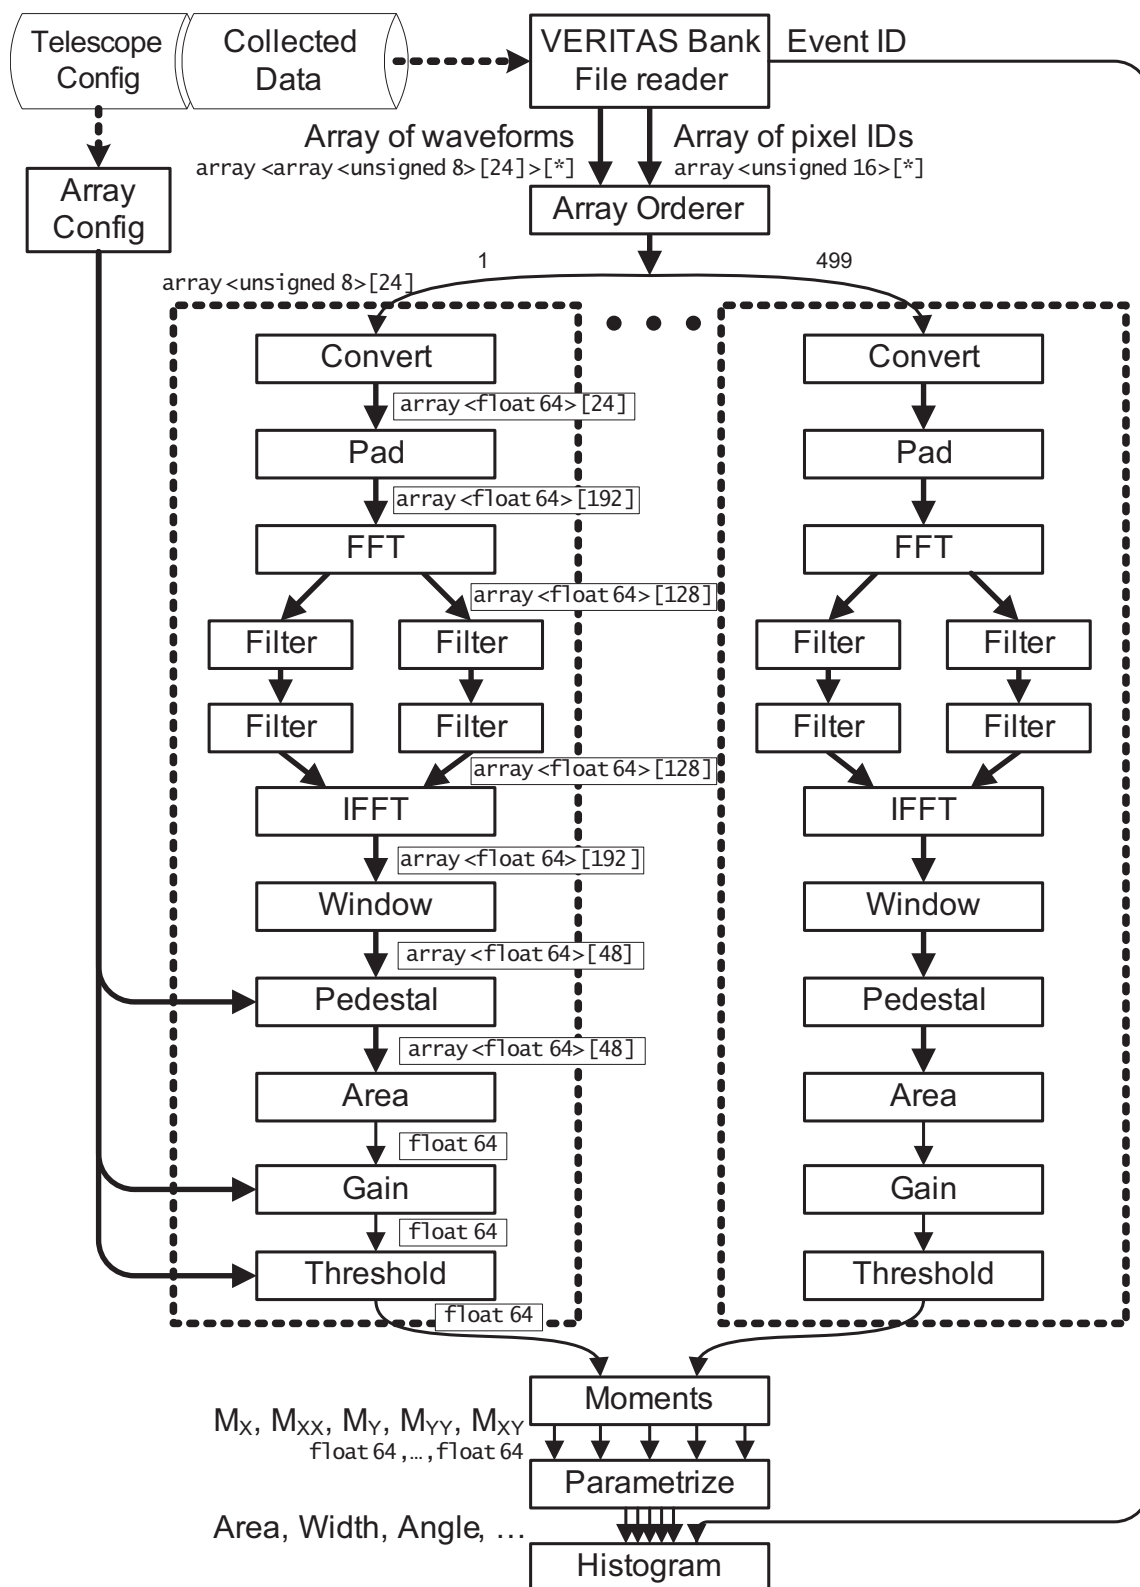 Telescope
Config
Collected
Data
VERITAS Bank
File reader
Event ID
Array of waveforms
array <array <unsigned 8>[24]>[*]
Array of pixel IDs
array <unsigned 16>[*]
Array
Config
Array Orderer
1
499
array <unsigned 8>[24]
Convert
array <float 64>[24]
Pad
array <float 64>[192]
FFT
array <float 64>[128]
Filter
Filter
Filter
Filter
array <float 64>[128]
IFFT
array <float 64>[192]
Window
array <float 64>[48]
Pedestal
array <float 64>[48]
Area
float 64
Gain
float 64
Threshold
float 64
Convert
Pad
FFT
Filter
Filter
Filter
Filter
IFFT
Window
Pedestal
Area
Gain
Threshold
Moments
MX, MXX, MY, MYY, MXY
float 64 ,... , float 64
Parametrize
Area, Width, Angle, ...
Histogram